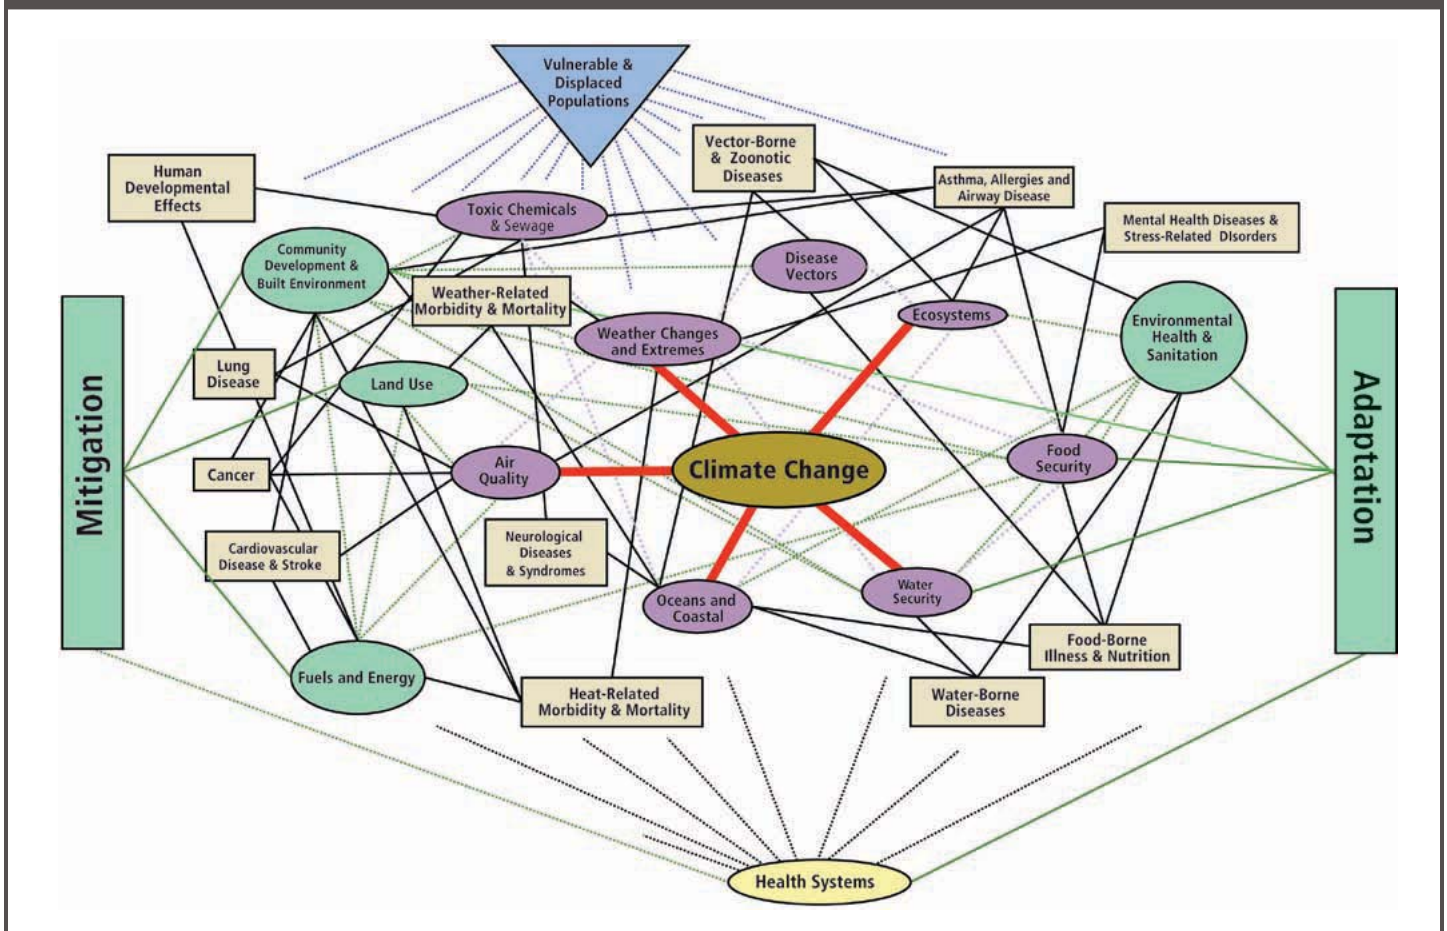 Vulnerable &
Displaced
Populations
Vector-Borne
& Zoonotic
Diseases
Human
Developmental
Effects
Asthma, Allergies and
Airway Disease
Toxic Chemicals
& Sewage
Mental Health Diseases &
Stress-Related DIsorders
Community
Development &
Built Environment
Disease
Vectors
Weather-Related
Morbidity & Mortality
Ecosystems
Environmental
Health &
Sanitation
Weather Changes
and Extremes
Lung
Disease
Land Use
Mitigation
Adaptation
Cancer
Air
Quality
Climate Change
Food
Security
Cardiovascular
Disease & Stroke
Neurological
Diseases
& Syndromes
Oceans and
Coastal
Water
Security
Food-Borne
Illness & Nutrition
Fuels and Energy
Heat-Related
Morbidity & Mortality
Water-Borne
Diseases
Health Systems